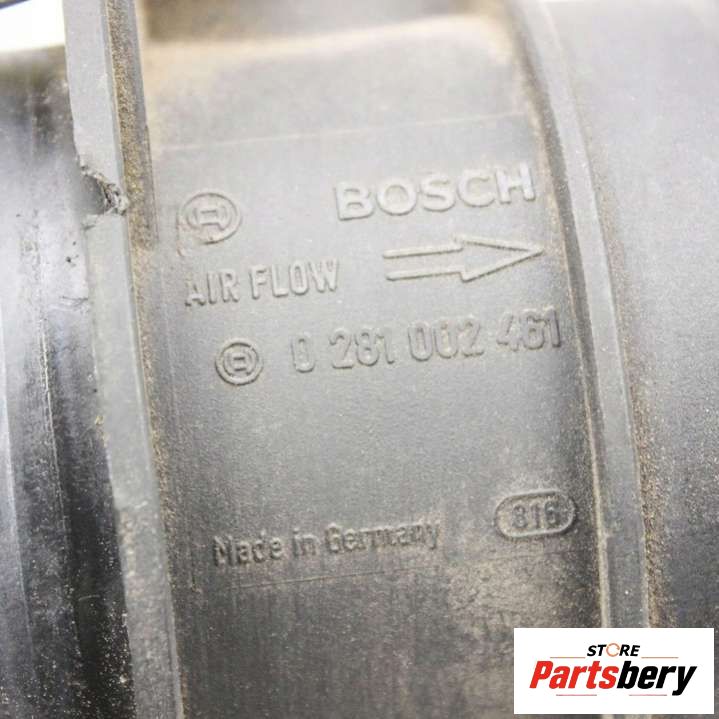 BOSCH
AIR FLOW
0 281 002 461
Made in Germany
816
STORE
Partsbery